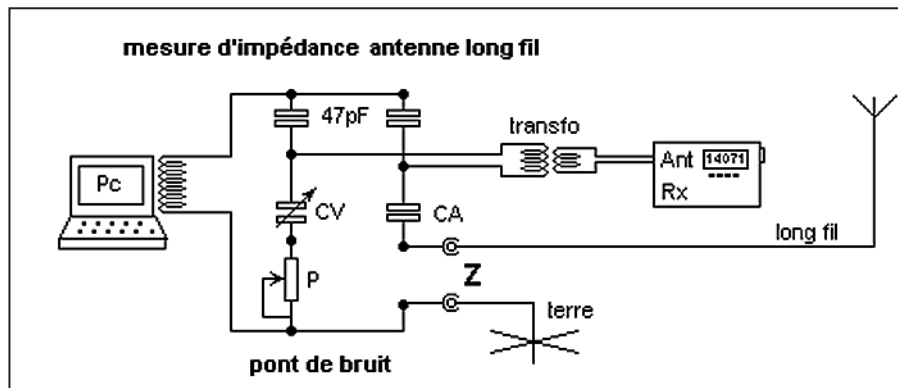 mesure d'impédance antenne long fil
47pF
transfo
Pc
Ant 14071
Rx
CV
CA
long fil
Z
P
terre
pont de bruit